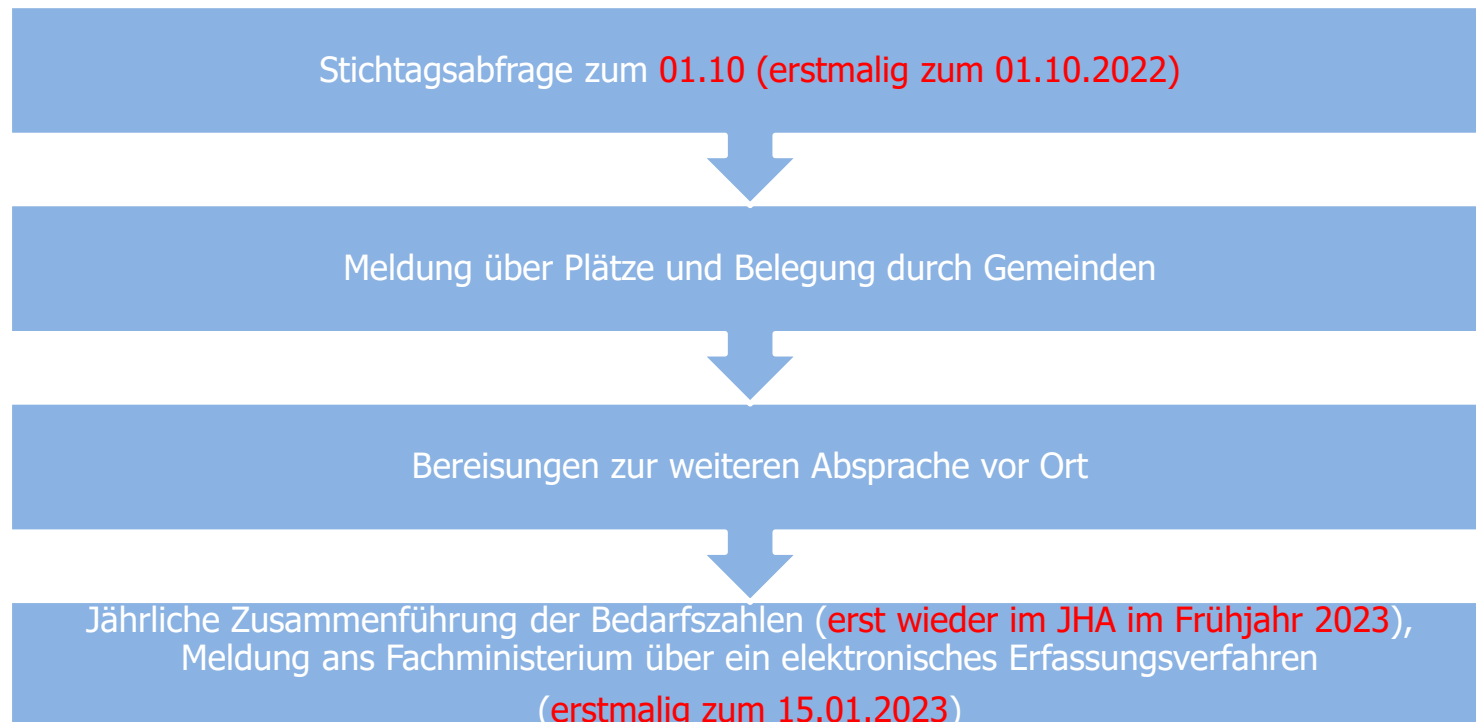 Stichtagsabfrage zum 01.10 (erstmalig zum 01.10.2022)
Meldung über Plätze und Belegung durch Gemeinden
Bereisungen zur weiteren Absprache vor Ort
Jährliche Zusammenführung der Bedarfszahlen (erst wieder im JHA im Frühjahr 2023),
Meldung ans Fachministerium über ein elektronisches Erfassungsverfahren
(erstmalig zum 15.01.2023)